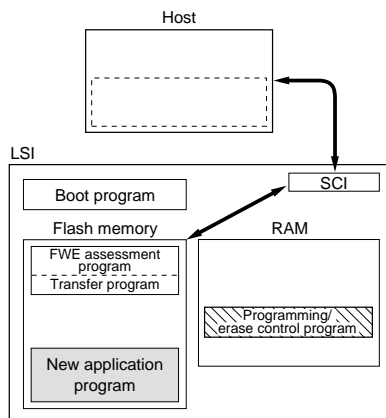 Host
LSI
SCI
Boot program
Flash memory
RAM
FWE assessment
program
Transfer program
Programming/
erase control program
New application
program